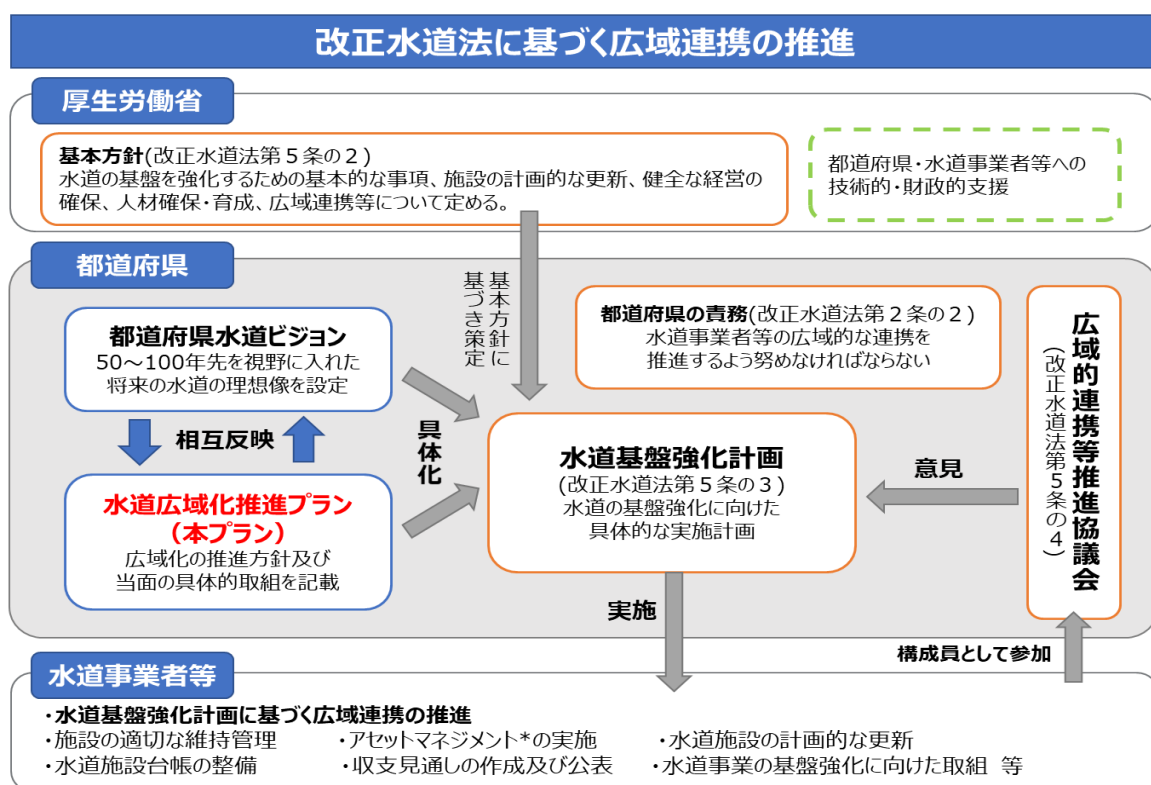 改正水道法に基づく広域連携の推進
厚生労働省
基本方針(改正水道法第５条の２)
水道の基盤を強化するための基本的な事項、施設の計画的な更新、健全な経営の
確保、人材確保・育成、広域連携等について定める。
都道府県・水道事業者等への
技術的・財政的支援
都道府県
基本方針に
基づき策定
都道府県水道ビジョン
50～100年先を視野に入れた
将来の水道の理想像を設定
都道府県の責務(改正水道法第２条の２)
水道事業者等の広域的な連携を
推進するよう努めなければならない
広域的連携等推進協議会
（改正水道法第５条の４）
相互反映
具体化
水道広域化推進プラン
（本プラン）
広域化の推進方針及び
当面の具体的取組を記載
水道基盤強化計画
(改正水道法第５条の３)
水道の基盤強化に向けた
具体的な実施計画
意見
実施
構成員として参加
水道事業者等
・水道基盤強化計画に基づく広域連携の推進
・施設の適切な維持管理 ・アセットマネジメント*の実施 ・水道施設の計画的な更新
・水道施設台帳の整備 ・収支見通しの作成及び公表 ・水道事業の基盤強化に向けた取組 等